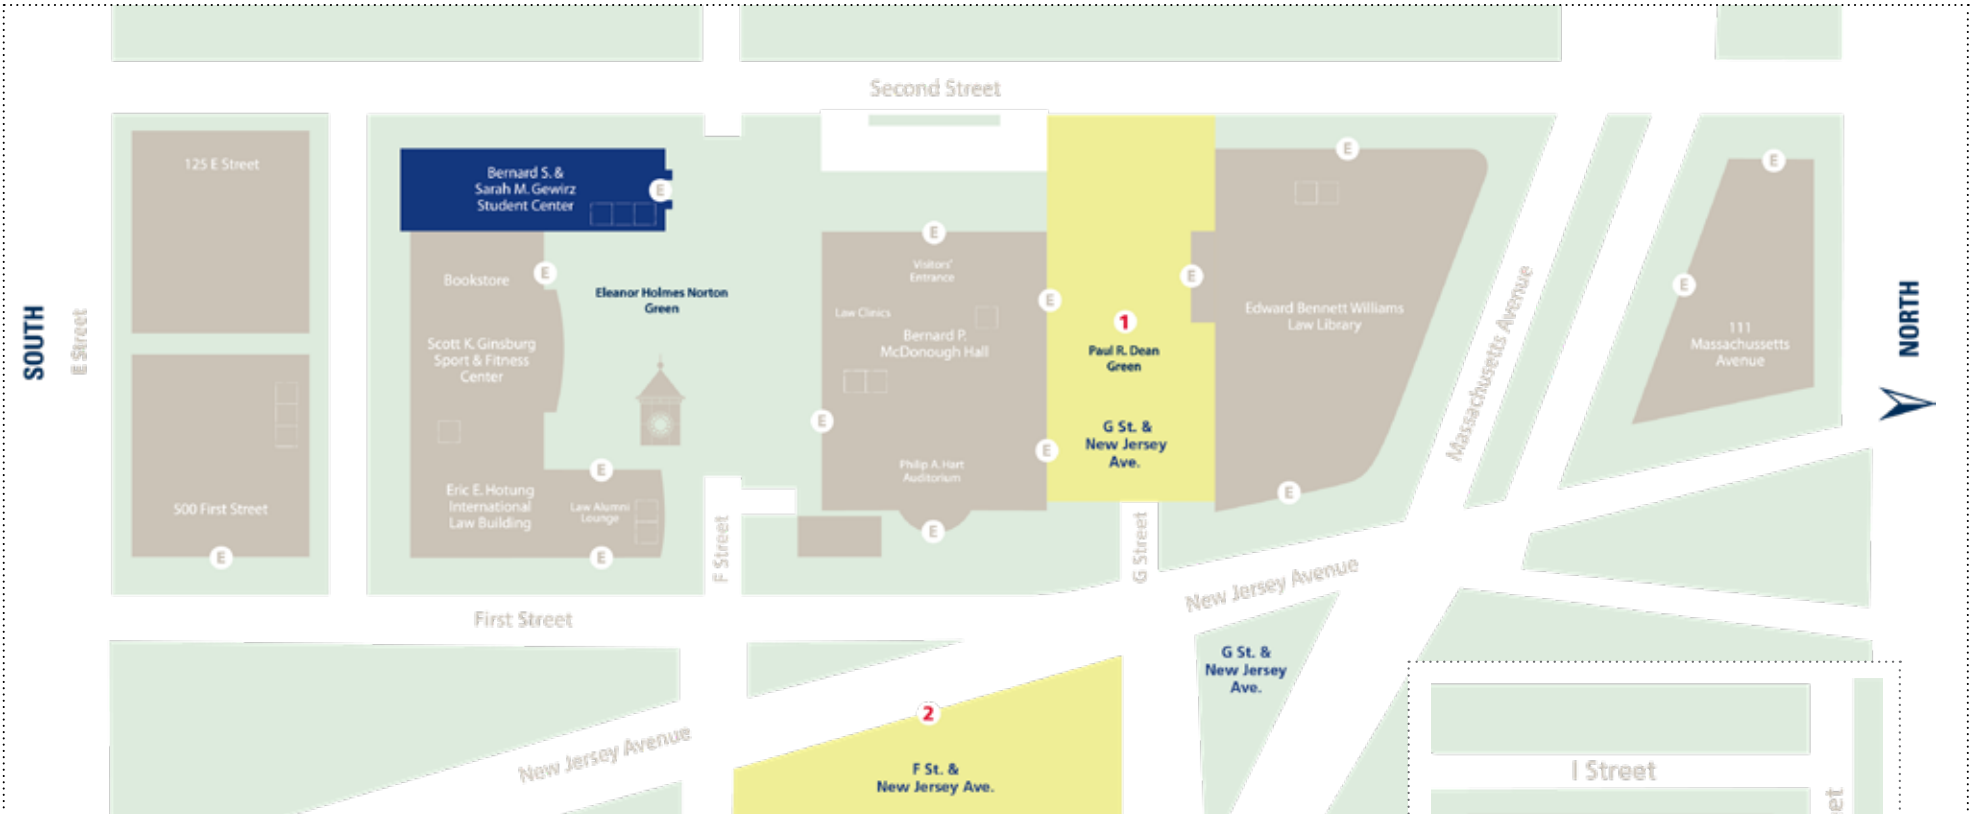 Second Street
125 E Street
Bernard S. &
Sarah M. Gewirz
Student Center
E
E
E
E
Visitors'
Entrance
Bookstore
E
Eleanor Holmes Norton
Green
E
E
E
Law Clinics
Bernard P.
McDonough Hall
1
Paul R. Dean
Green
Edward Bennett Williams
Law Library
Massachusetts Avenue
111
Massachussetts
Avenue
SOUTH
E Street
NORTH
Scott K. Ginsburg
Sport & Fitness
Center
E
G St. &
New Jersey
Ave.
E
Philip A. Hart
Auditorium
E
Eric E. Hotung
International
Law Building
Law Alumni
Lounge
E
500 First Street
E
E
E
F Street
G Street
New Jersey Avenue
First Street
G St. &
New Jersey
Ave.
2
New Jersey Avenue
F St. &
New Jersey Ave.
I Street
eet